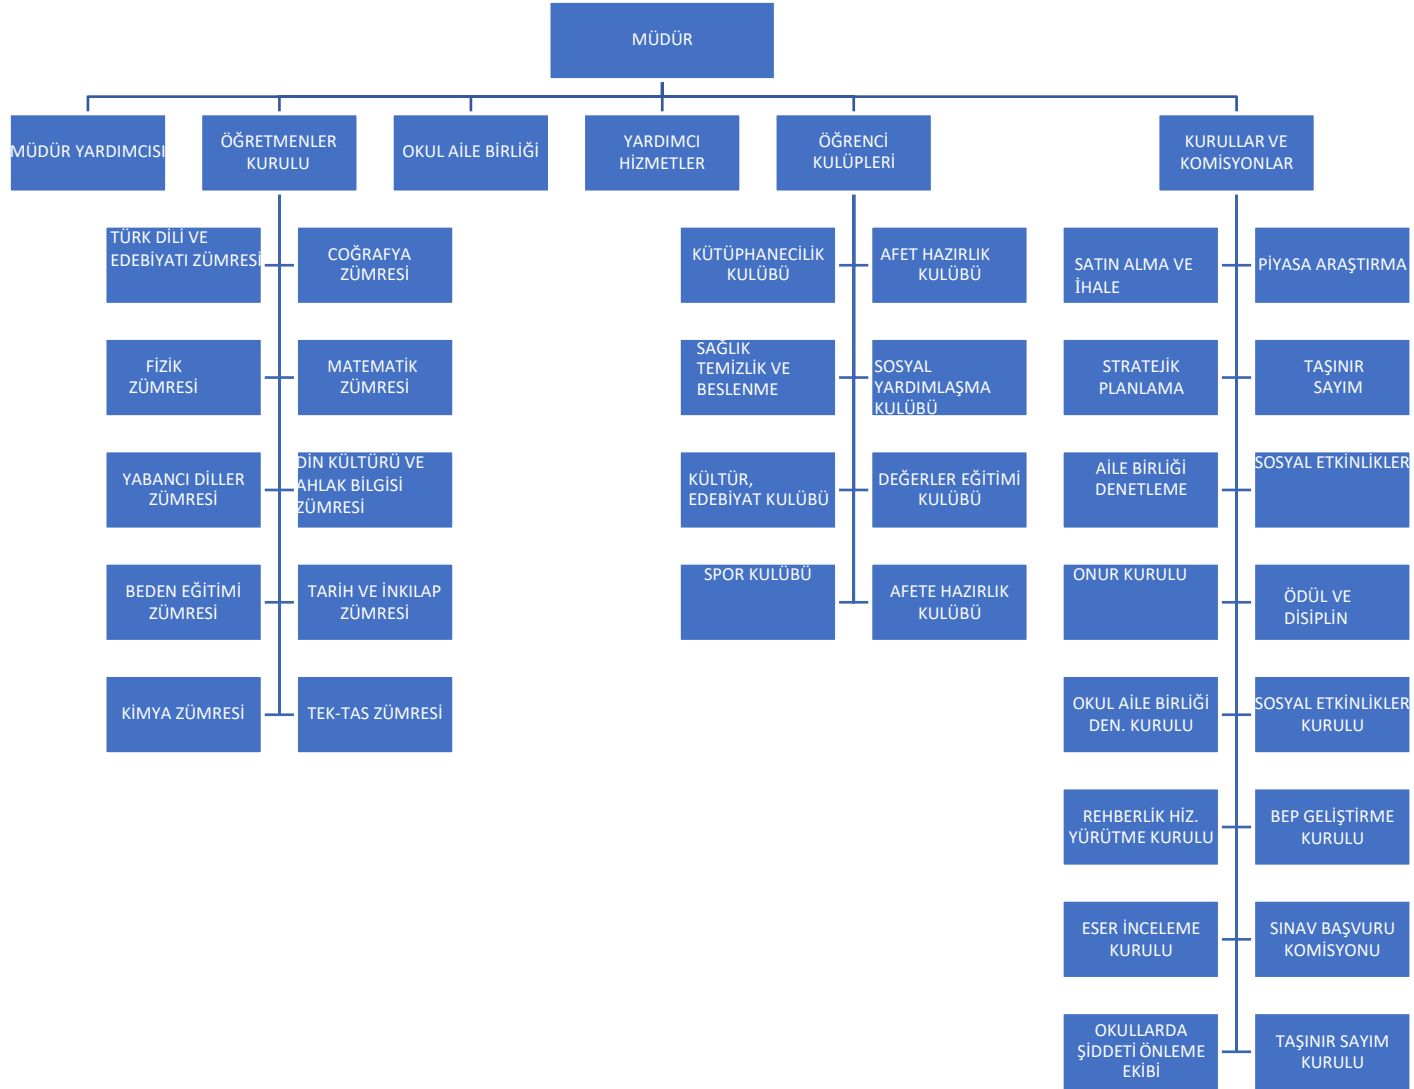 MÜDÜR
MÜDÜR YARDIMCISI
ÖĞRETMENLER
KURULU
OKUL AİLE BİRLİĞİ
YARDIMCI
HİZMETLER
ÖĞRENCİ
KULÜPLERİ
KURULLAR VE
KOMİSYONLAR
TÜRK DİLİ VE
EDEBİYATI ZÜMRESİ
COĞRAFYA
ZÜMRESİ
FİZİK
ZÜMRESİ
MATEMATİK
ZÜMRESİ
YABANCI DİLLER
ZÜMRESİ
DİN KÜLTÜRÜ VE
AHLAK BİLGİSİ
ZÜMRESİ
BEDEN EĞİTİMİ
ZÜMRESİ
TARİH VE İNKILAP
ZÜMRESİ
KİMYA ZÜMRESİ
TEK-TAS ZÜMRESİ
KÜTÜPHANECİLİK
KULÜBÜ
AFET HAZIRLIK
KULÜBÜ
SAĞLIK
TEMİZLİK VE
BESLENME
SOSYAL
YARDIMLAŞMA
KULÜBÜ
KÜLTÜR,
EDEBİYAT KULÜBÜ
DEĞERLER EĞİTİMİ
KULÜBÜ
SPOR KULÜBÜ
AFETE HAZIRLIK
KULÜBÜ
SATIN ALMA VE
İHALE
PİYASA ARAŞTIRMA
STRATEJİK
PLANLAMA
TAŞINIR
SAYIM
AİLE BİRLİĞİ
DENETLEME
SOSYAL ETKİNLİKLER
ONUR KURULU
ÖDÜL VE
DİSİPLİN
OKUL AİLE BİRLİĞİ
DEN. KURULU
SOSYAL ETKİNLİKLER
KURULU
REHBERLİK HİZ.
YÜRÜTME KURULU
BEP GELİŞTİRME
KURULU
ESER İNCELEME
KURULU
SINAV BAŞVURU
KOMİSYONU
OKULLARDA
ŞİDDETİ ÖNLEME
EKİBİ
TAŞINIR SAYIM
KURULU